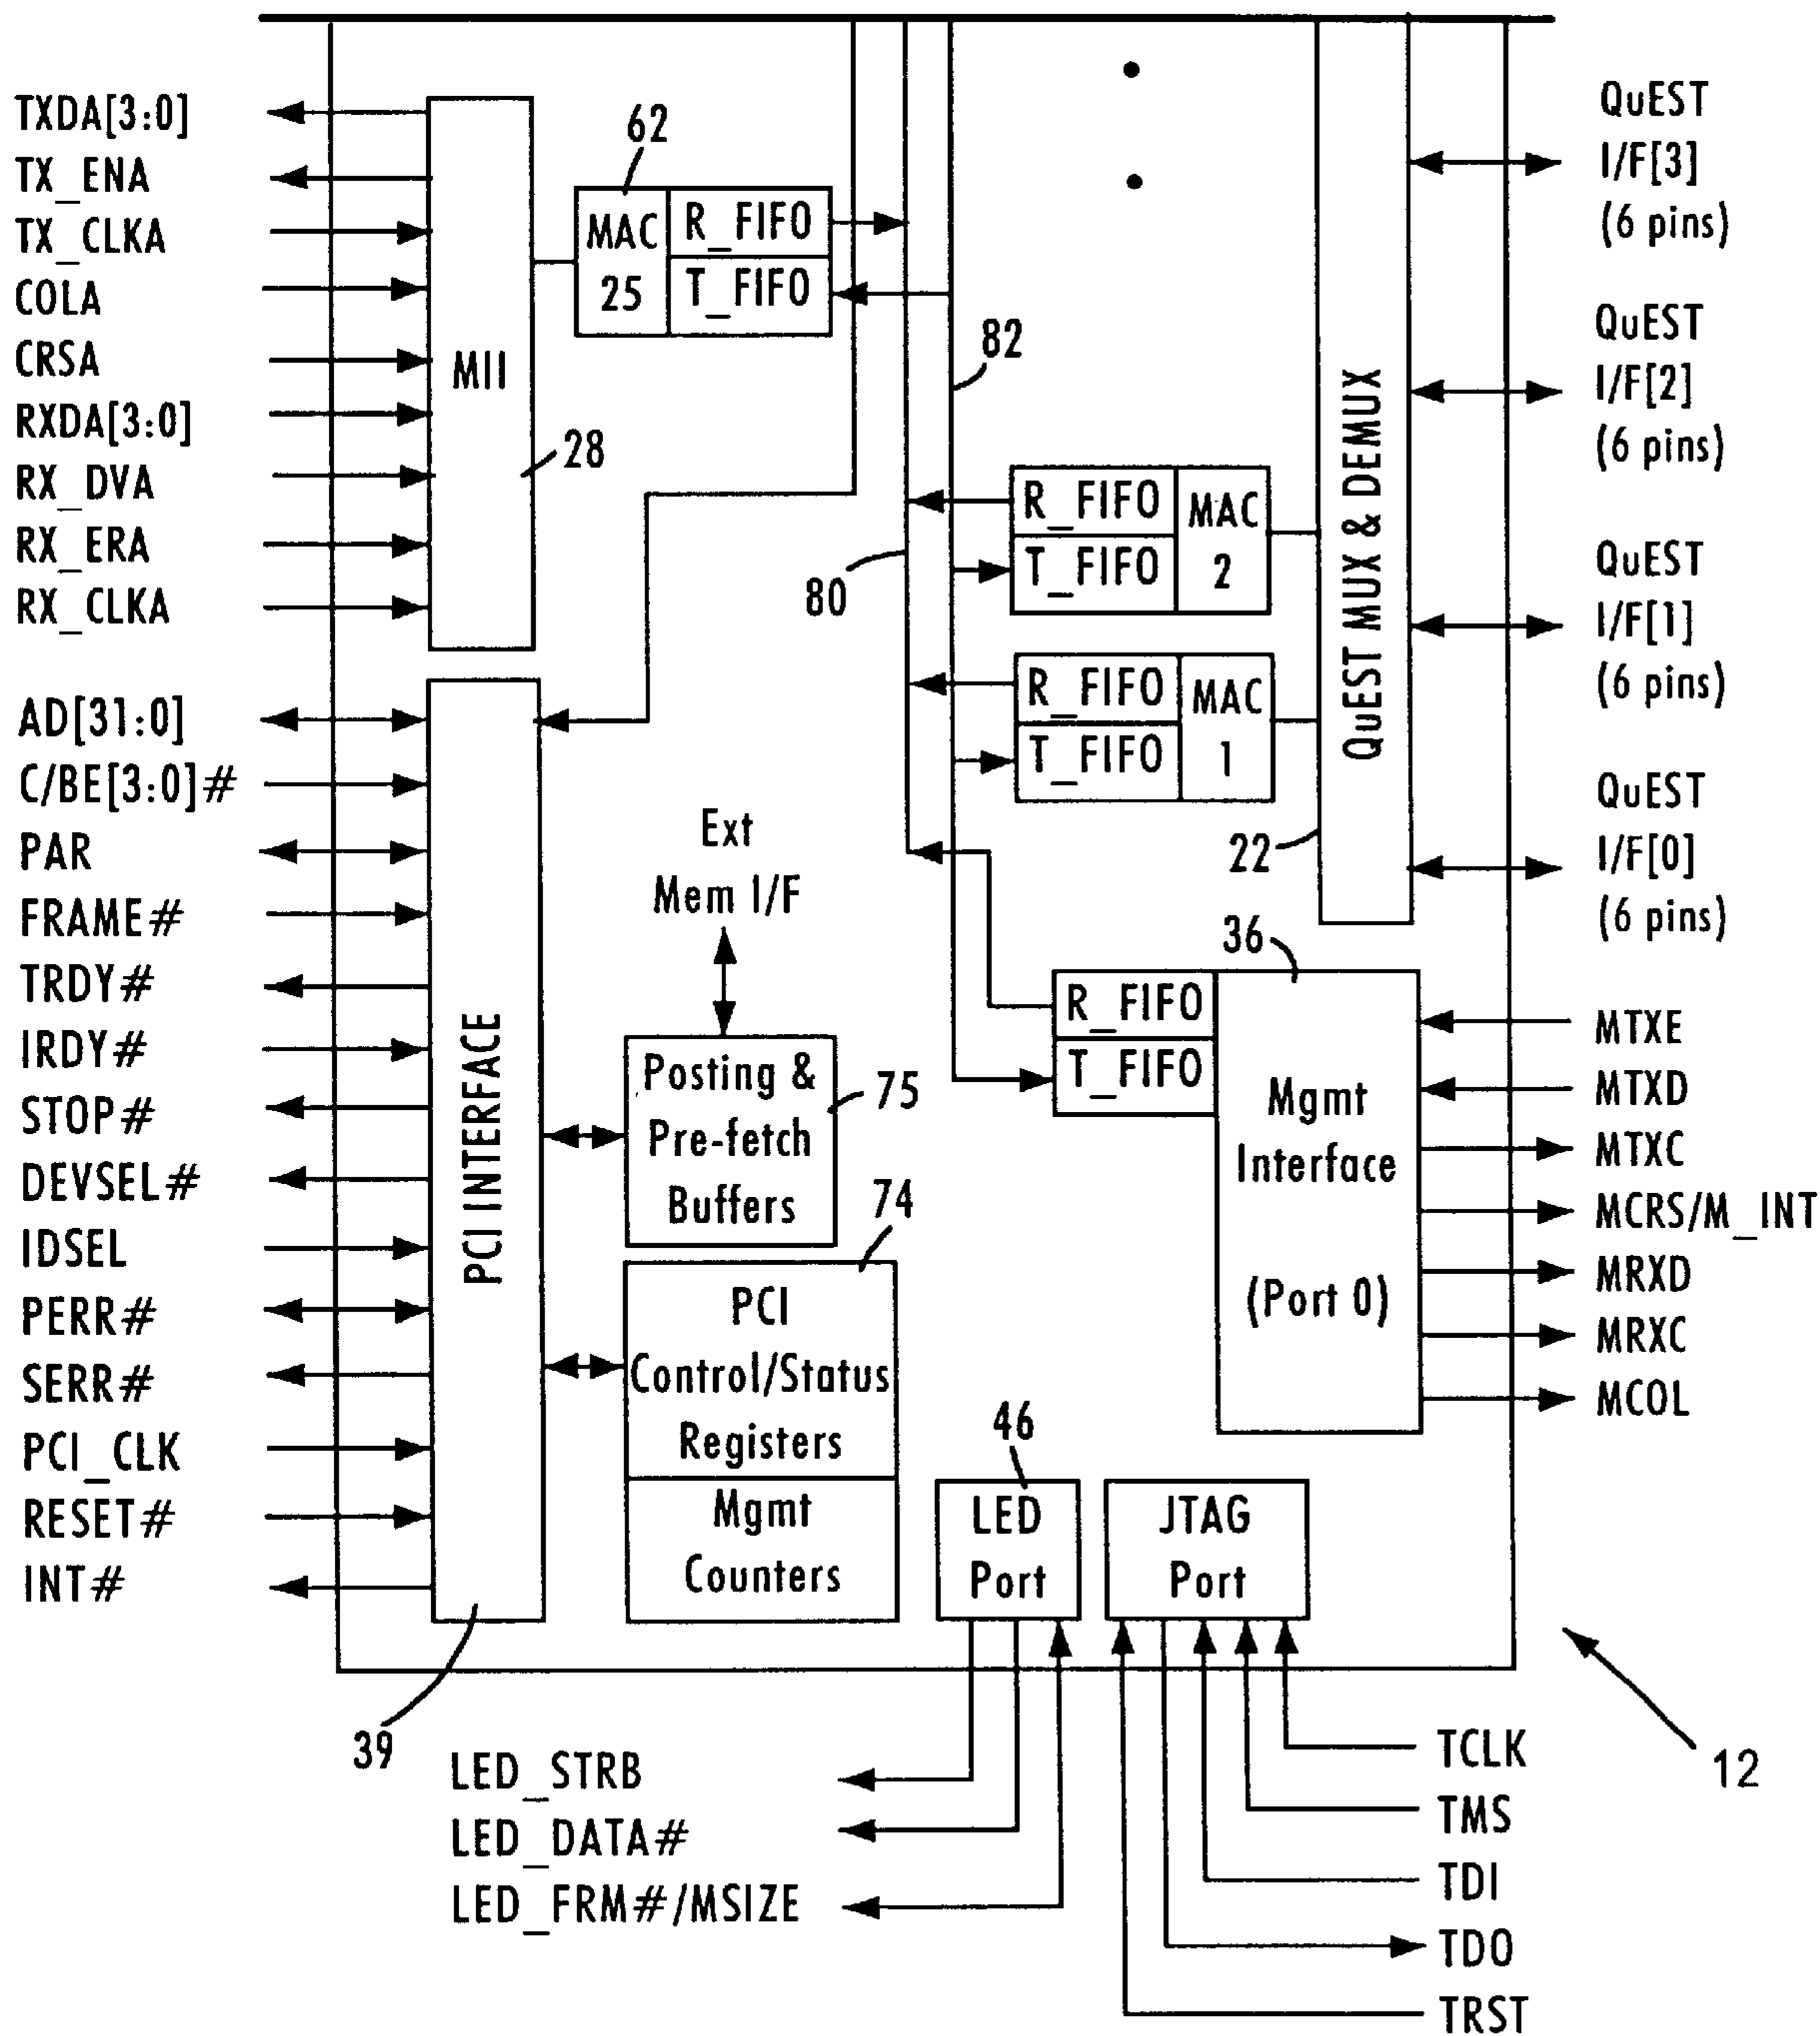 TXDA[3:0]
TX_ENA
TX_CLKA
COLA
CRSA
RXDA[3:0]
RX_DVA
RX_ERA
RX_CLKA
MII
28
62
MAC
25
R_FIFO
T_FIFO
82
80
R_FIFO
T_FIFO
MAC
2
R_FIFO
T_FIFO
MAC
1
QuEST MUX & DEMUX
22
QuEST
I/F[3]
(6 pins)
QuEST
I/F[2]
(6 pins)
QuEST
I/F[1]
(6 pins)
QuEST
I/F[0]
(6 pins)
AD[31:0]
C/BE[3:0]#
PAR
FRAME#
TRDY#
IRDY#
STOP#
DEVSEL#
IDSEL
PERR#
SERR#
PCI_CLK
RESET#
INT#
PCI INTERFACE
39
Ext
Mem I/F
Posting &
Pre-fetch
Buffers
75
74
PCI
Control/Status
Registers
Mgmt
Counters
36
R_FIFO
T_FIFO
Mgmt
Interface
(Port 0)
MTXE
MTXD
MTXC
MCRS/M_INT
MRXD
MRXC
MCOL
46
LED
Port
JTAG
Port
LED_STRB
LED_DATA#
LED_FRM#/MSIZE
TCLK
TMS
TDI
TDO
TRST
12